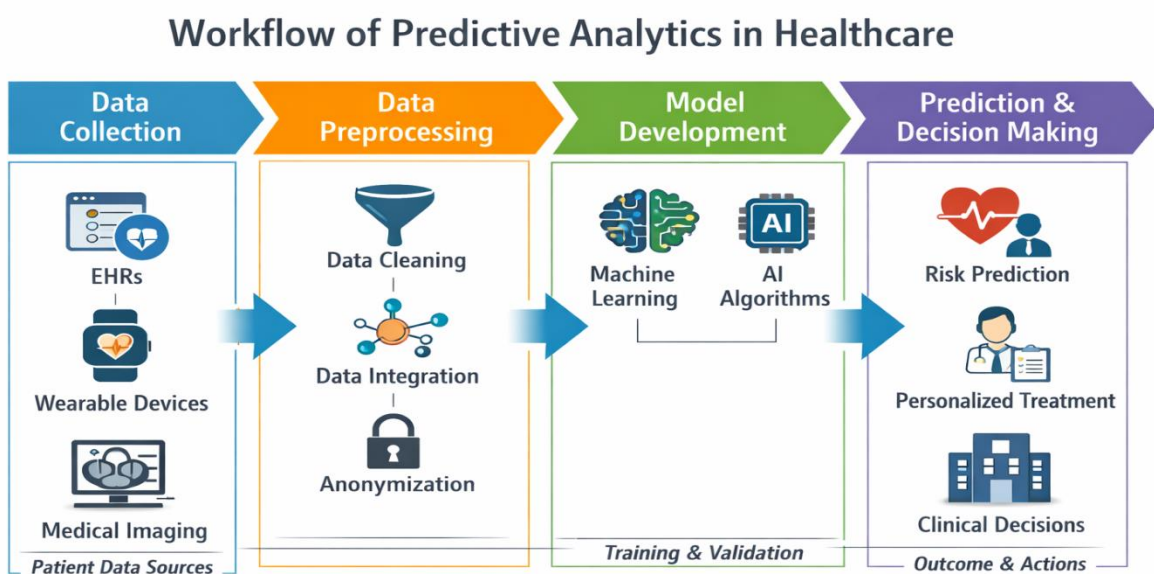 Workflow of Predictive Analytics in Healthcare
Data
Collection
EHRs
Wearable Devices
Medical Imaging
Patient Data Sources
Data
Preprocessing
Data Cleaning
Data Integration
Anonymization
Model
Development
Machine
Learning
AI
AI
Algorithms
Training & Validation
Prediction &
Decision Making
Risk Prediction
Personalized Treatment
Clinical Decisions
Outcome & Actions